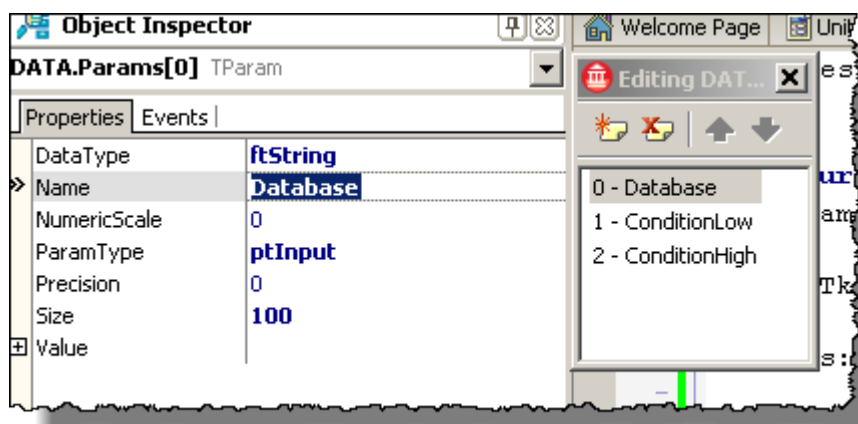 Object Inspector
DATA.Params[0] TParam
Properties Events
DataType ftString
Name Database
NumericScale 0
ParamType ptInput
Precision 0
Size 100
Value
Welcome Page
Editing DAT...
0 - Database
1 - ConditionLow
2 - ConditionHigh